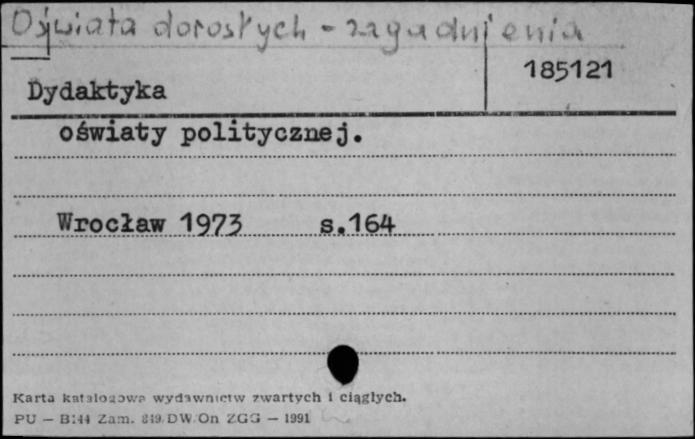 Oświata dorosłych - zagadnienia
185121
Dydaktyka
oświaty politycznej.
Wrocław 1973 s.164
Karta katalogowa wydawnictw zwartych i ciągłych.
PU — B144 Zam. 849 DW On ZGG — 1991